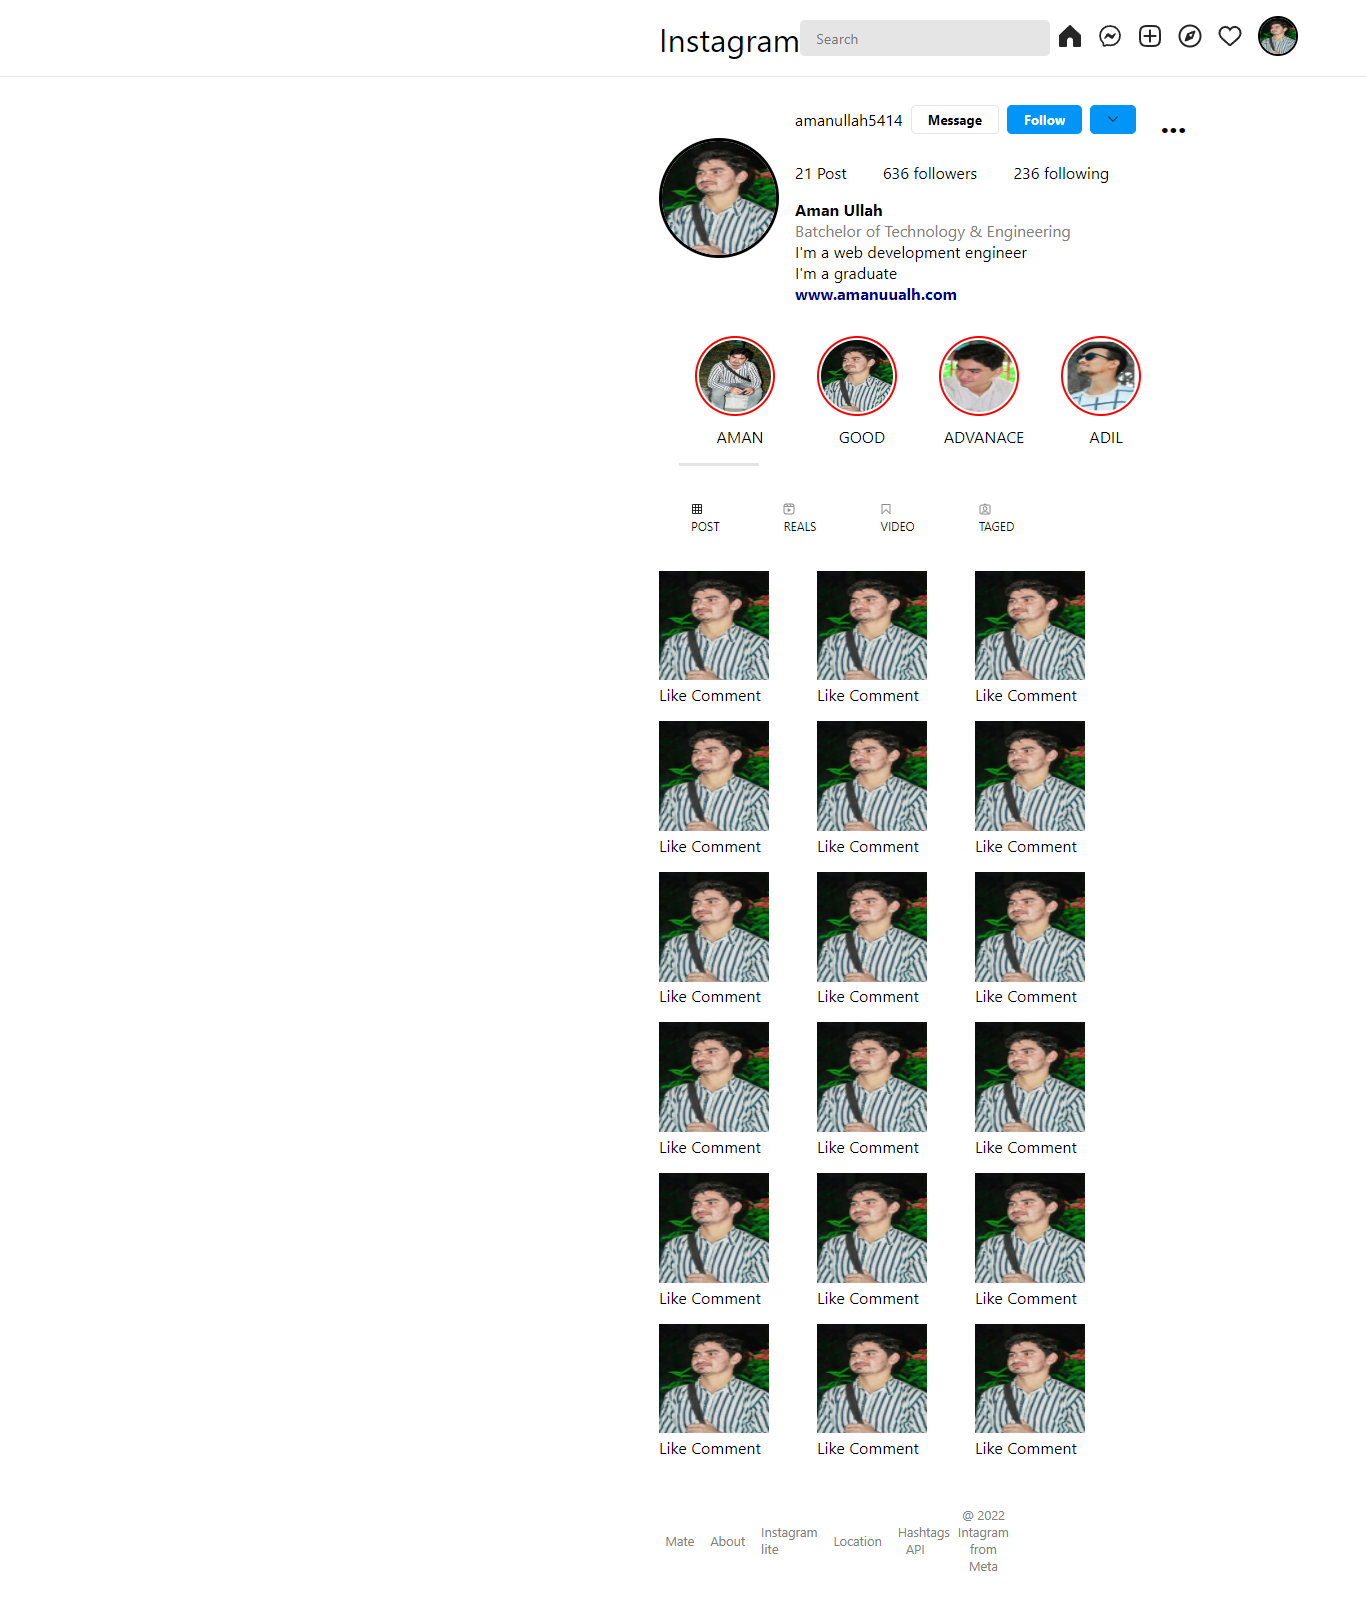 Instagram Search
amanullah5414 Message Follow
21 Post 636 followers 236 following
Aman Ullah
Batchelor of Technology & Engineering
I'm a web development engineer
I'm a graduate
www.amanuualh.com
AMAN GOOD ADVANACE ADIL
POST REALS VIDEO TAGED
Like Comment Like Comment Like Comment
Like Comment Like Comment Like Comment
Like Comment Like Comment Like Comment
Like Comment Like Comment Like Comment
Like Comment Like Comment Like Comment
Like Comment Like Comment Like Comment
Mate
About
Instagram
lite
Location
Hashtags
API
@ 2022
Intagram
from
Meta